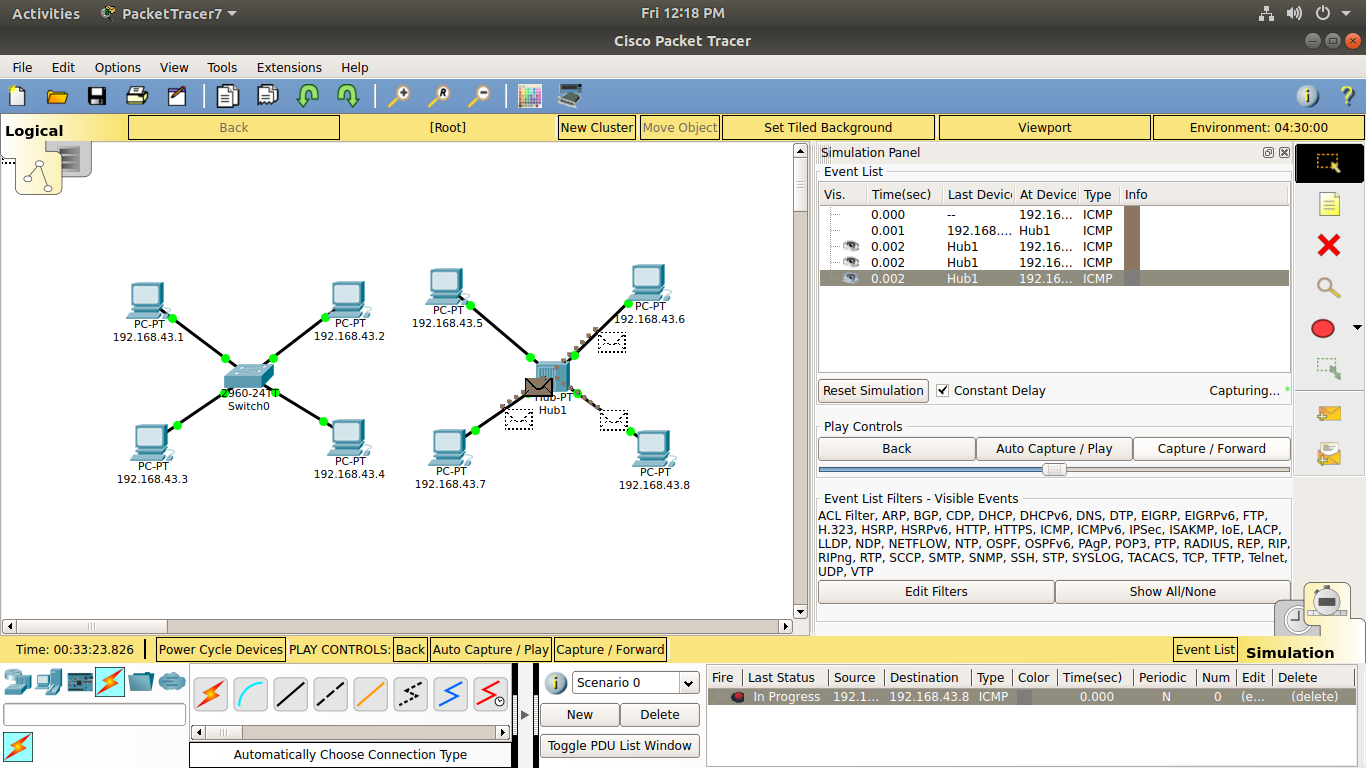 Activities PacketTracer7 Fri 12:18 PM
Cisco Packet Tracer
File Edit Options View Tools Extensions Help
Logical Back [Root] New Cluster Move Object Set Tiled Background Viewport Environment: 04:30:00
Simulation Panel
Event List
Vis. Time(sec) Last Device At Device Type Info
0.000 -- 192.16... ICMP
0.001 192.168.... Hub1 ICMP
0.002 Hub1 192.16... ICMP
0.002 Hub1 192.16... ICMP
0.002 Hub1 192.16... ICMP
PC-PT
192.168.43.1
PC-PT
192.168.43.2
PC-PT
192.168.43.5
PC-PT
192.168.43.6
2960-24TT
Switch0
Hub-PT
Hub1
PC-PT
192.168.43.3
PC-PT
192.168.43.4
PC-PT
192.168.43.7
PC-PT
192.168.43.8
Reset Simulation Constant Delay Capturing... *
Play Controls
Back Auto Capture / Play Capture / Forward
Event List Filters - Visible Events
ACL Filter, ARP, BGP, CDP, DHCP, DHCPv6, DNS, DTP, EIGRP, EIGRPv6, FTP,
H.323, HSRP, HSRPv6, HTTP, HTTPS, ICMP, ICMPv6, IPSec, ISAKMP, IoE, LACP,
LLDP, NDP, NETFLOW, NTP, OSPF, OSPFv6, PAgP, POP3, PTP, RADIUS, REP, RIP,
RIPng, RTP, SCCP, SMTP, SNMP, SSH, STP, SYSLOG, TACACS, TCP, TFTP, Telnet,
UDP, VTP
Edit Filters Show All/None
Time: 00:33:23.826 Power Cycle Devices PLAY CONTROLS: Back Auto Capture / Play Capture / Forward Event List Simulation
Scenario 0
New Delete
Toggle PDU List Window
Automatically Choose Connection Type
Fire Last Status Source Destination Type Color Time(sec) Periodic Num Edit Delete
In Progress 192.1... 192.168.43.8 ICMP 0.000 N 0 (e... (delete)